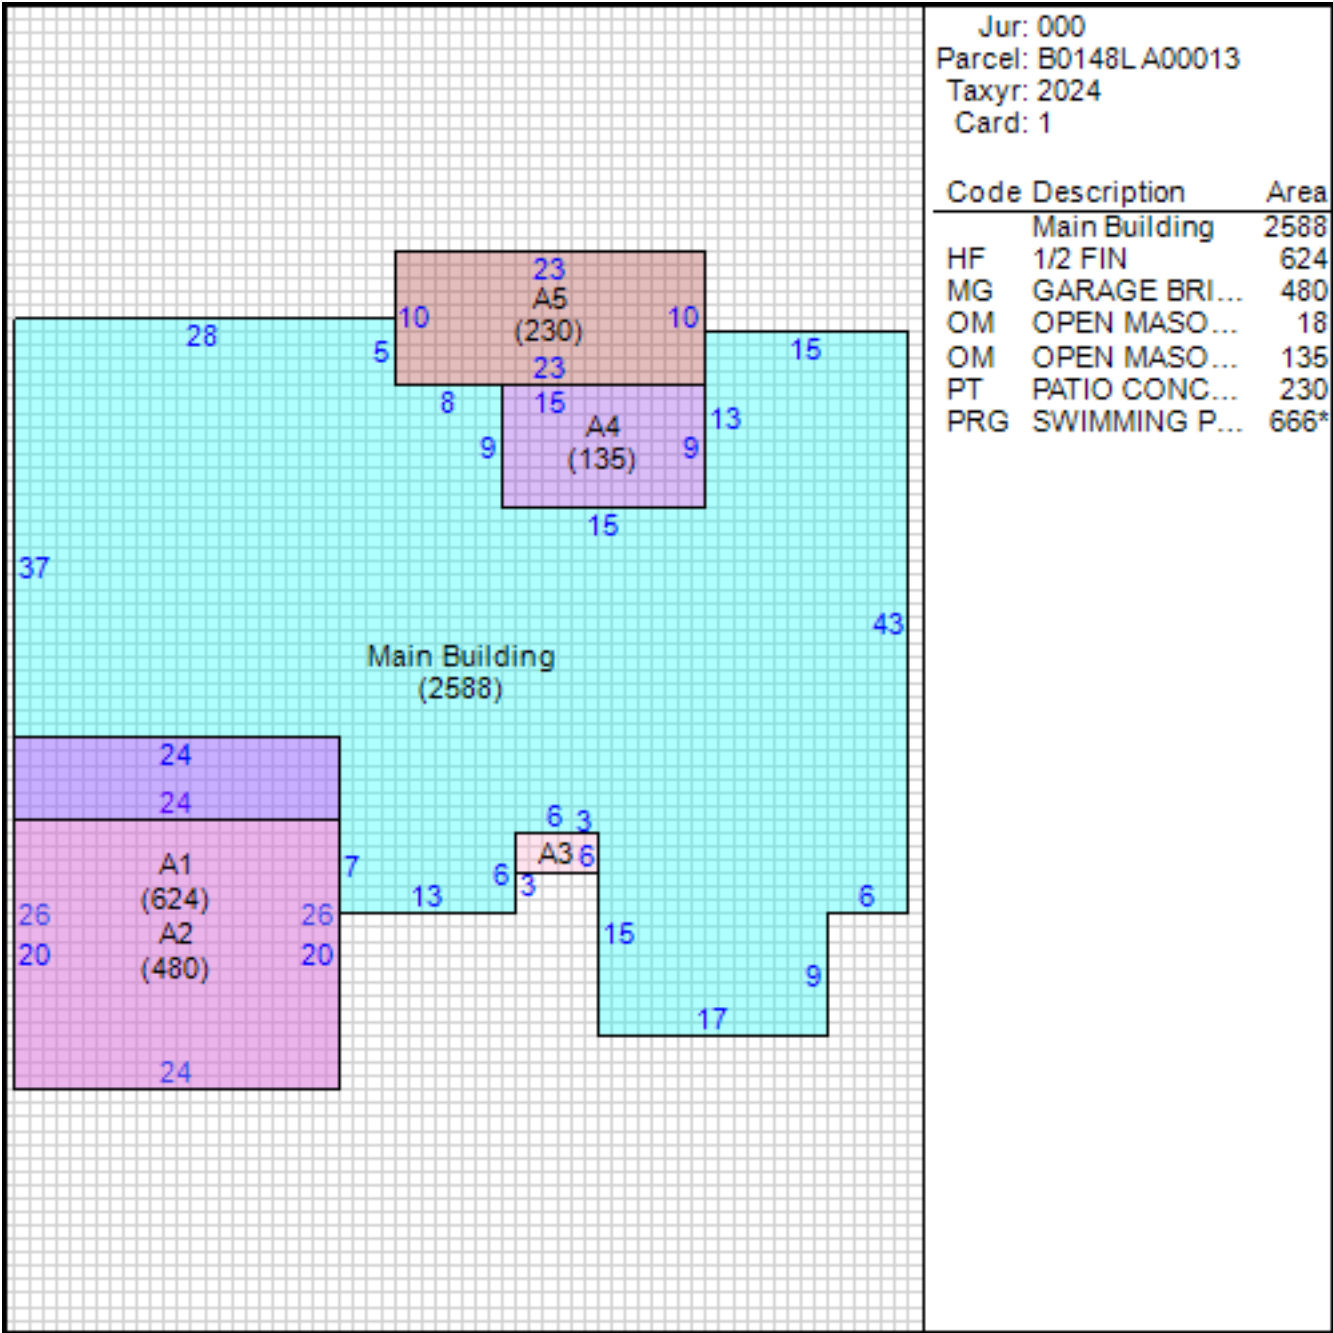 Jur: 000
Parcel: B0148L A00013
Taxyr: 2024
Card: 1
Code Description Area
Main Building 2588
HF 1/2 FIN 624
MG GARAGE BRI... 480
OM OPEN MASO... 18
OM OPEN MASO... 135
PT PATIO CONC... 230
PRG SWIMMING P... 666*
23
A5
10 10
(230)
28
5
23
15
8
15
A4
13
9
(135)
9
15
37
43
Main Building
(2588)
24
24
6 3
A3 6
A1
7
6
3
(624)
13
6
26 26
A2
15
20 20
(480)
9
17
24